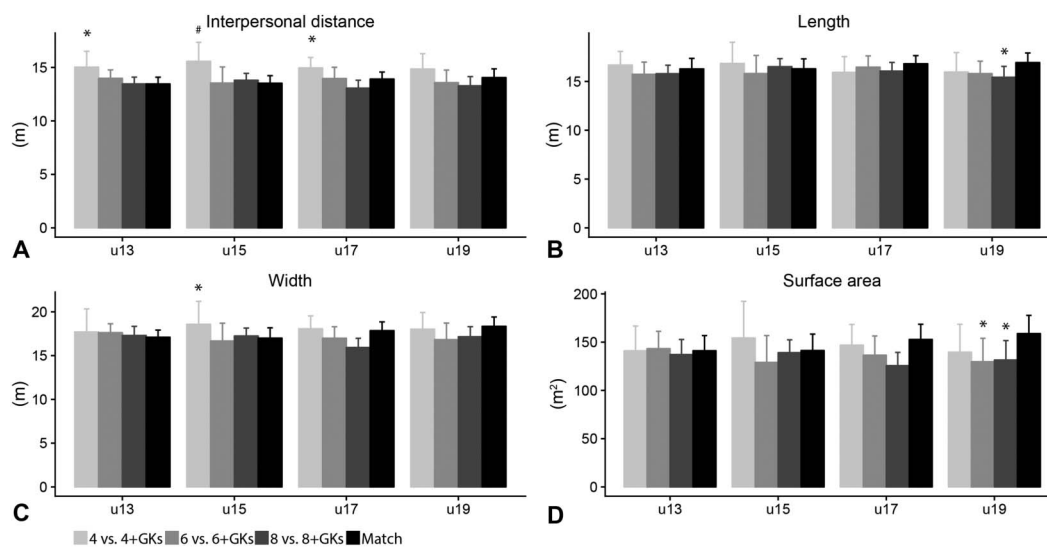 Interpersonal distance
* # *
15
10
5
0
(m)
u13 u15 u17 u19
A
Length
*
15
10
5
0
(m)
u13 u15 u17 u19
B
Width
*
20
15
10
5
0
(m)
u13 u15 u17 u19
C
Surface area
* *
200
150
100
50
0
(m²)
u13 u15 u17 u19
D
4 vs. 4+GKs 6 vs. 6+GKs 8 vs. 8+GKs Match